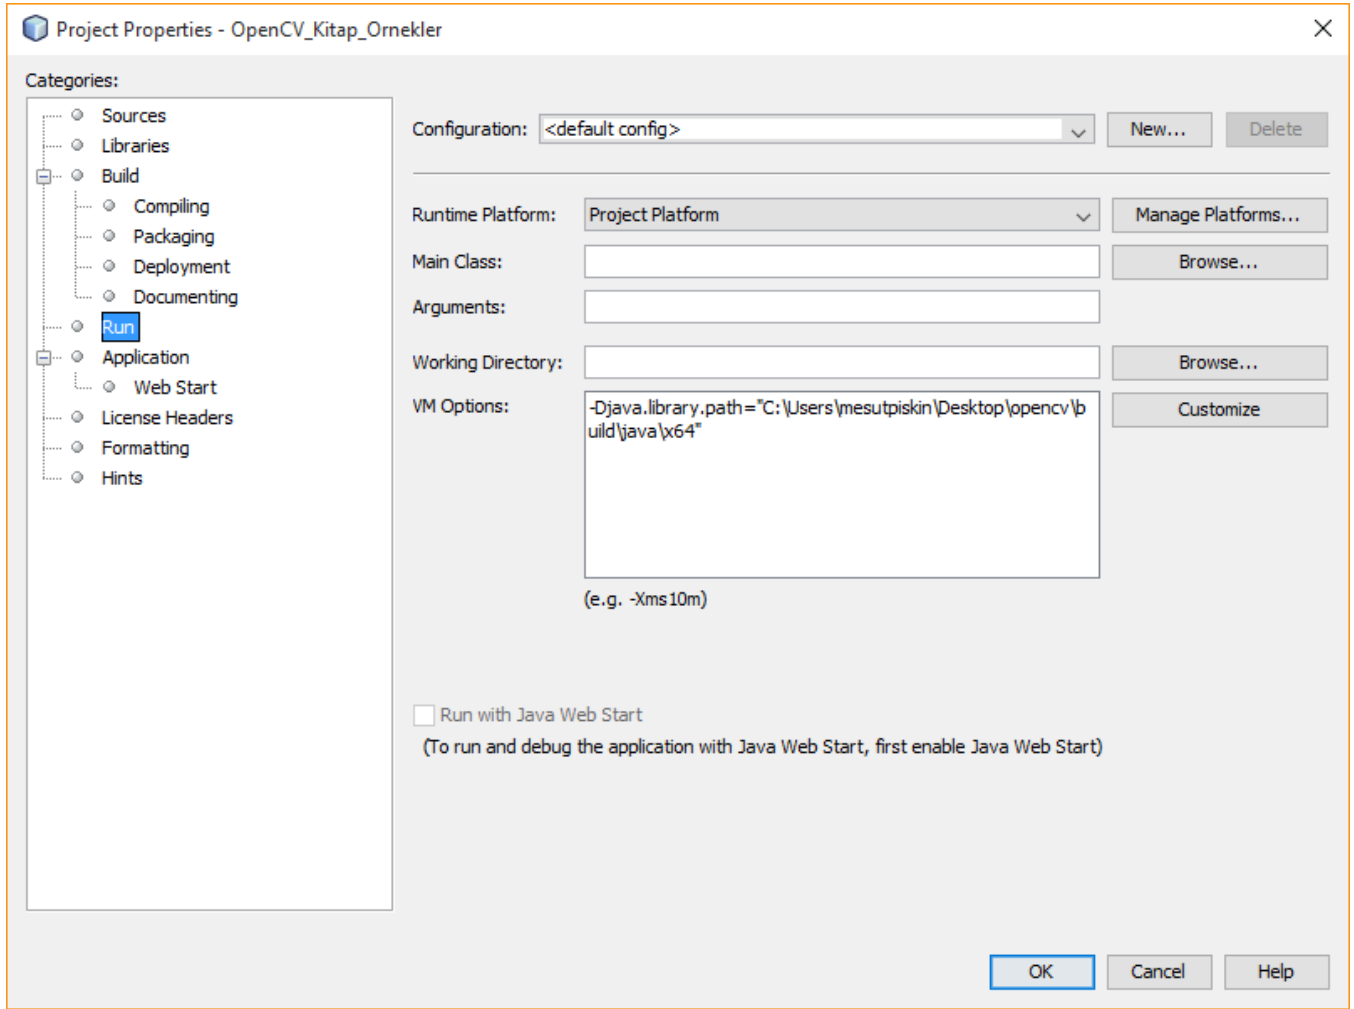 Project Properties - OpenCV_Kitap_Ornekler
Categories:
Sources
Libraries
Build
Compiling
Packaging
Deployment
Documenting
Run
Application
Web Start
License Headers
Formatting
Hints
Configuration: <default config> New... Delete
Runtime Platform: Project Platform Manage Platforms...
Main Class: Browse...
Arguments:
Working Directory: Browse...
VM Options: -Djava.library.path="C:\Users\mesutpiskin\Desktop\opencv\b Customize
uild\java\x64"
(e.g. -Xms10m)
Run with Java Web Start
(To run and debug the application with Java Web Start, first enable Java Web Start)
OK Cancel Help